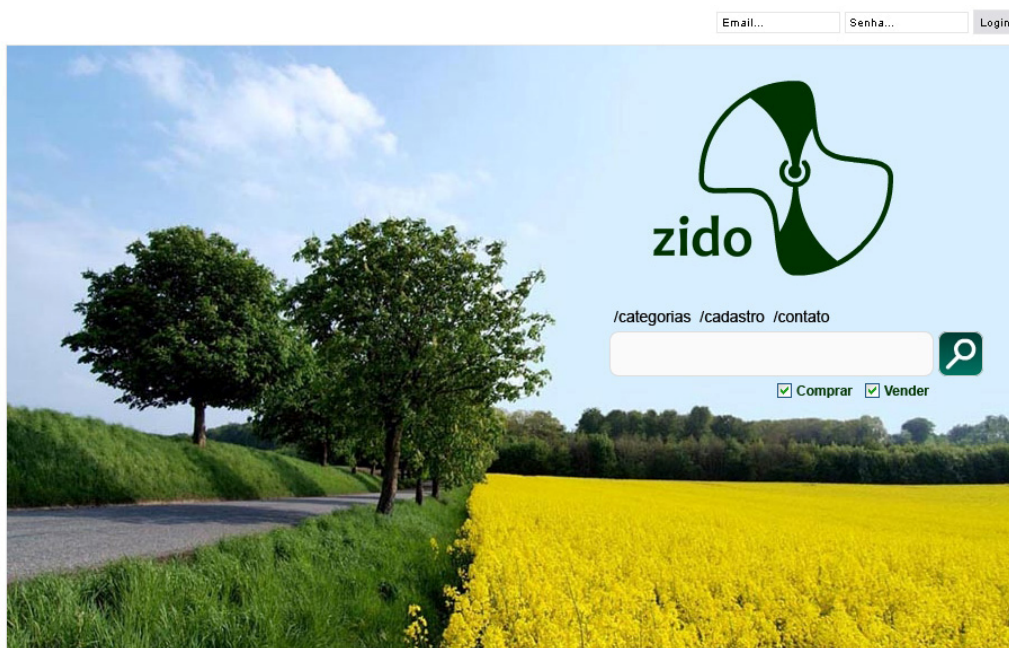 Email... Senha... Login
zido
/categorias /cadastro /contato
Comprar Vender